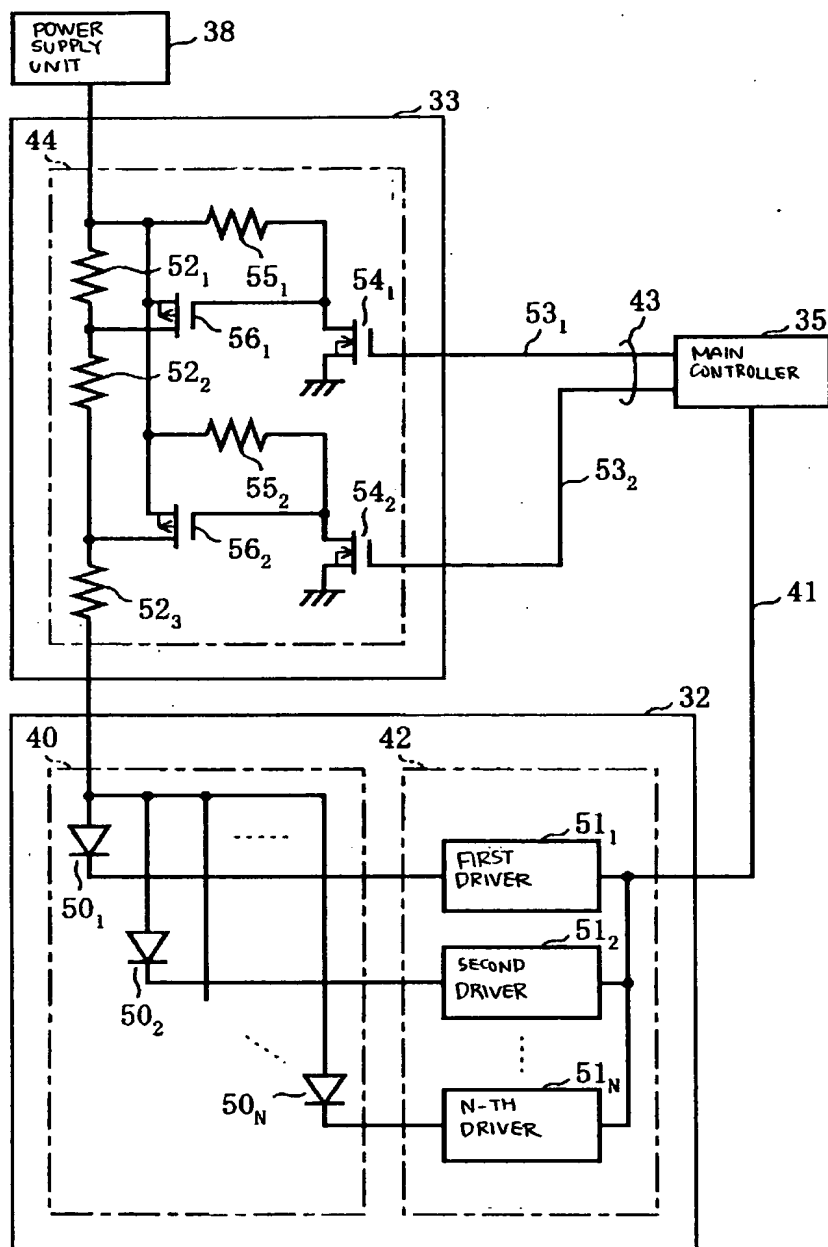 POWER
SUPPLY
UNIT
38
33
44
52₁
55₁
54₁
56₁
53₁
43
35
MAIN
CONTROLLER
52₂
55₂
54₂
53₂
56₂
52₃
41
32
40
42
51₁
FIRST
DRIVER
50₁
51₂
SECOND
DRIVER
50₂
51N
N-TH
DRIVER
50N